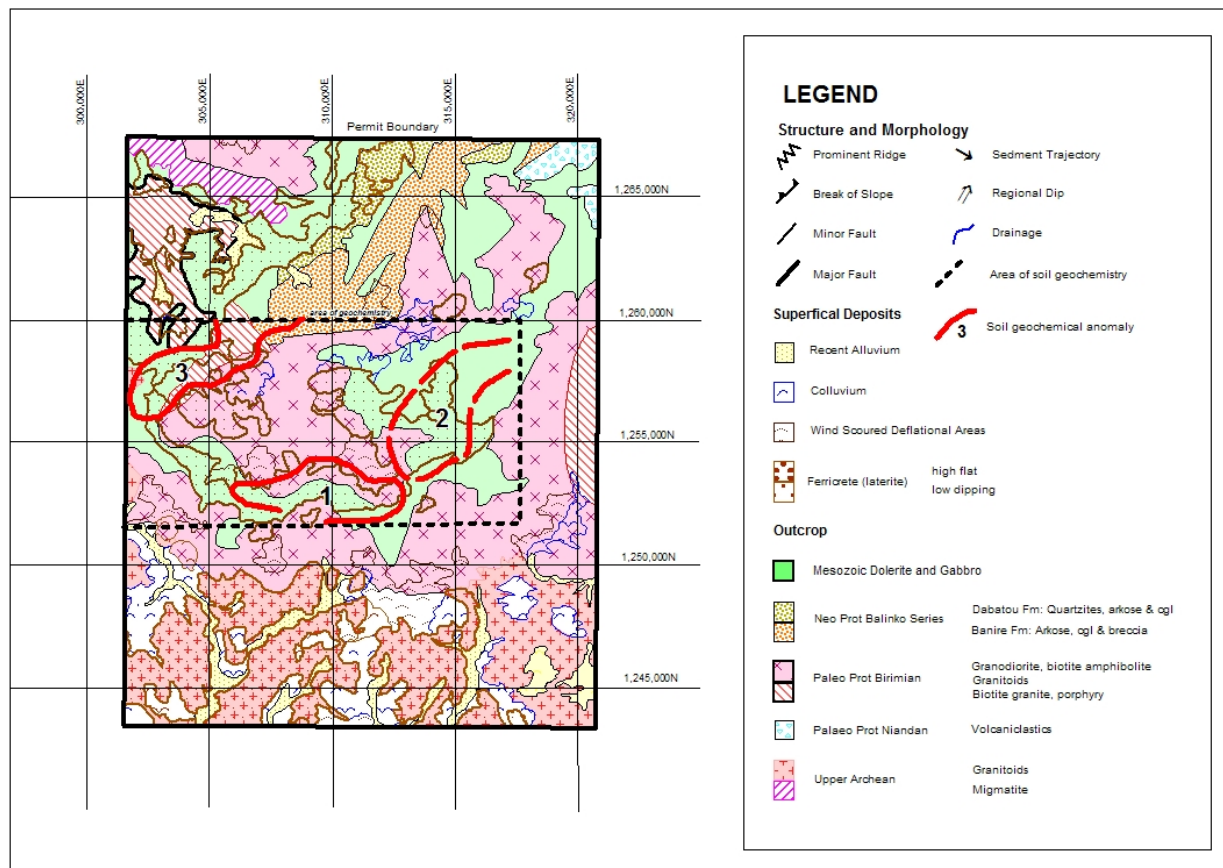 300,000E
305,000E
310,000E
315,000E
320,000E
Permit Boundary
1,265,000N
area of geochemistry
1,260,000N
3
2
1,255,000N
1
1,250,000N
1,245,000N
LEGEND
Structure and Morphology
Prominent Ridge
Sediment Trajectory
Break of Slope
Regional Dip
Minor Fault
Drainage
Major Fault
Area of soil geochemistry
Superfical Deposits
3 Soil geochemical anomaly
Recent Alluvium
Colluvium
Wind Scoured Deflational Areas
Ferricrete (laterite)
high flat
low dipping
Outcrop
Mesozoic Dolerite and Gabbro
Neo Prot Balinko Series
Dabatou Fm: Quartzites, arkose & cgl
Banire Fm: Arkose, cgl & breccia
Paleo Prot Birimian
Granodiorite, biotite amphibolite
Granitoids
Biotite granite, porphyry
Palaeo Prot Niandan
Volcaniclastics
Upper Archean
Granitoids
Migmatite